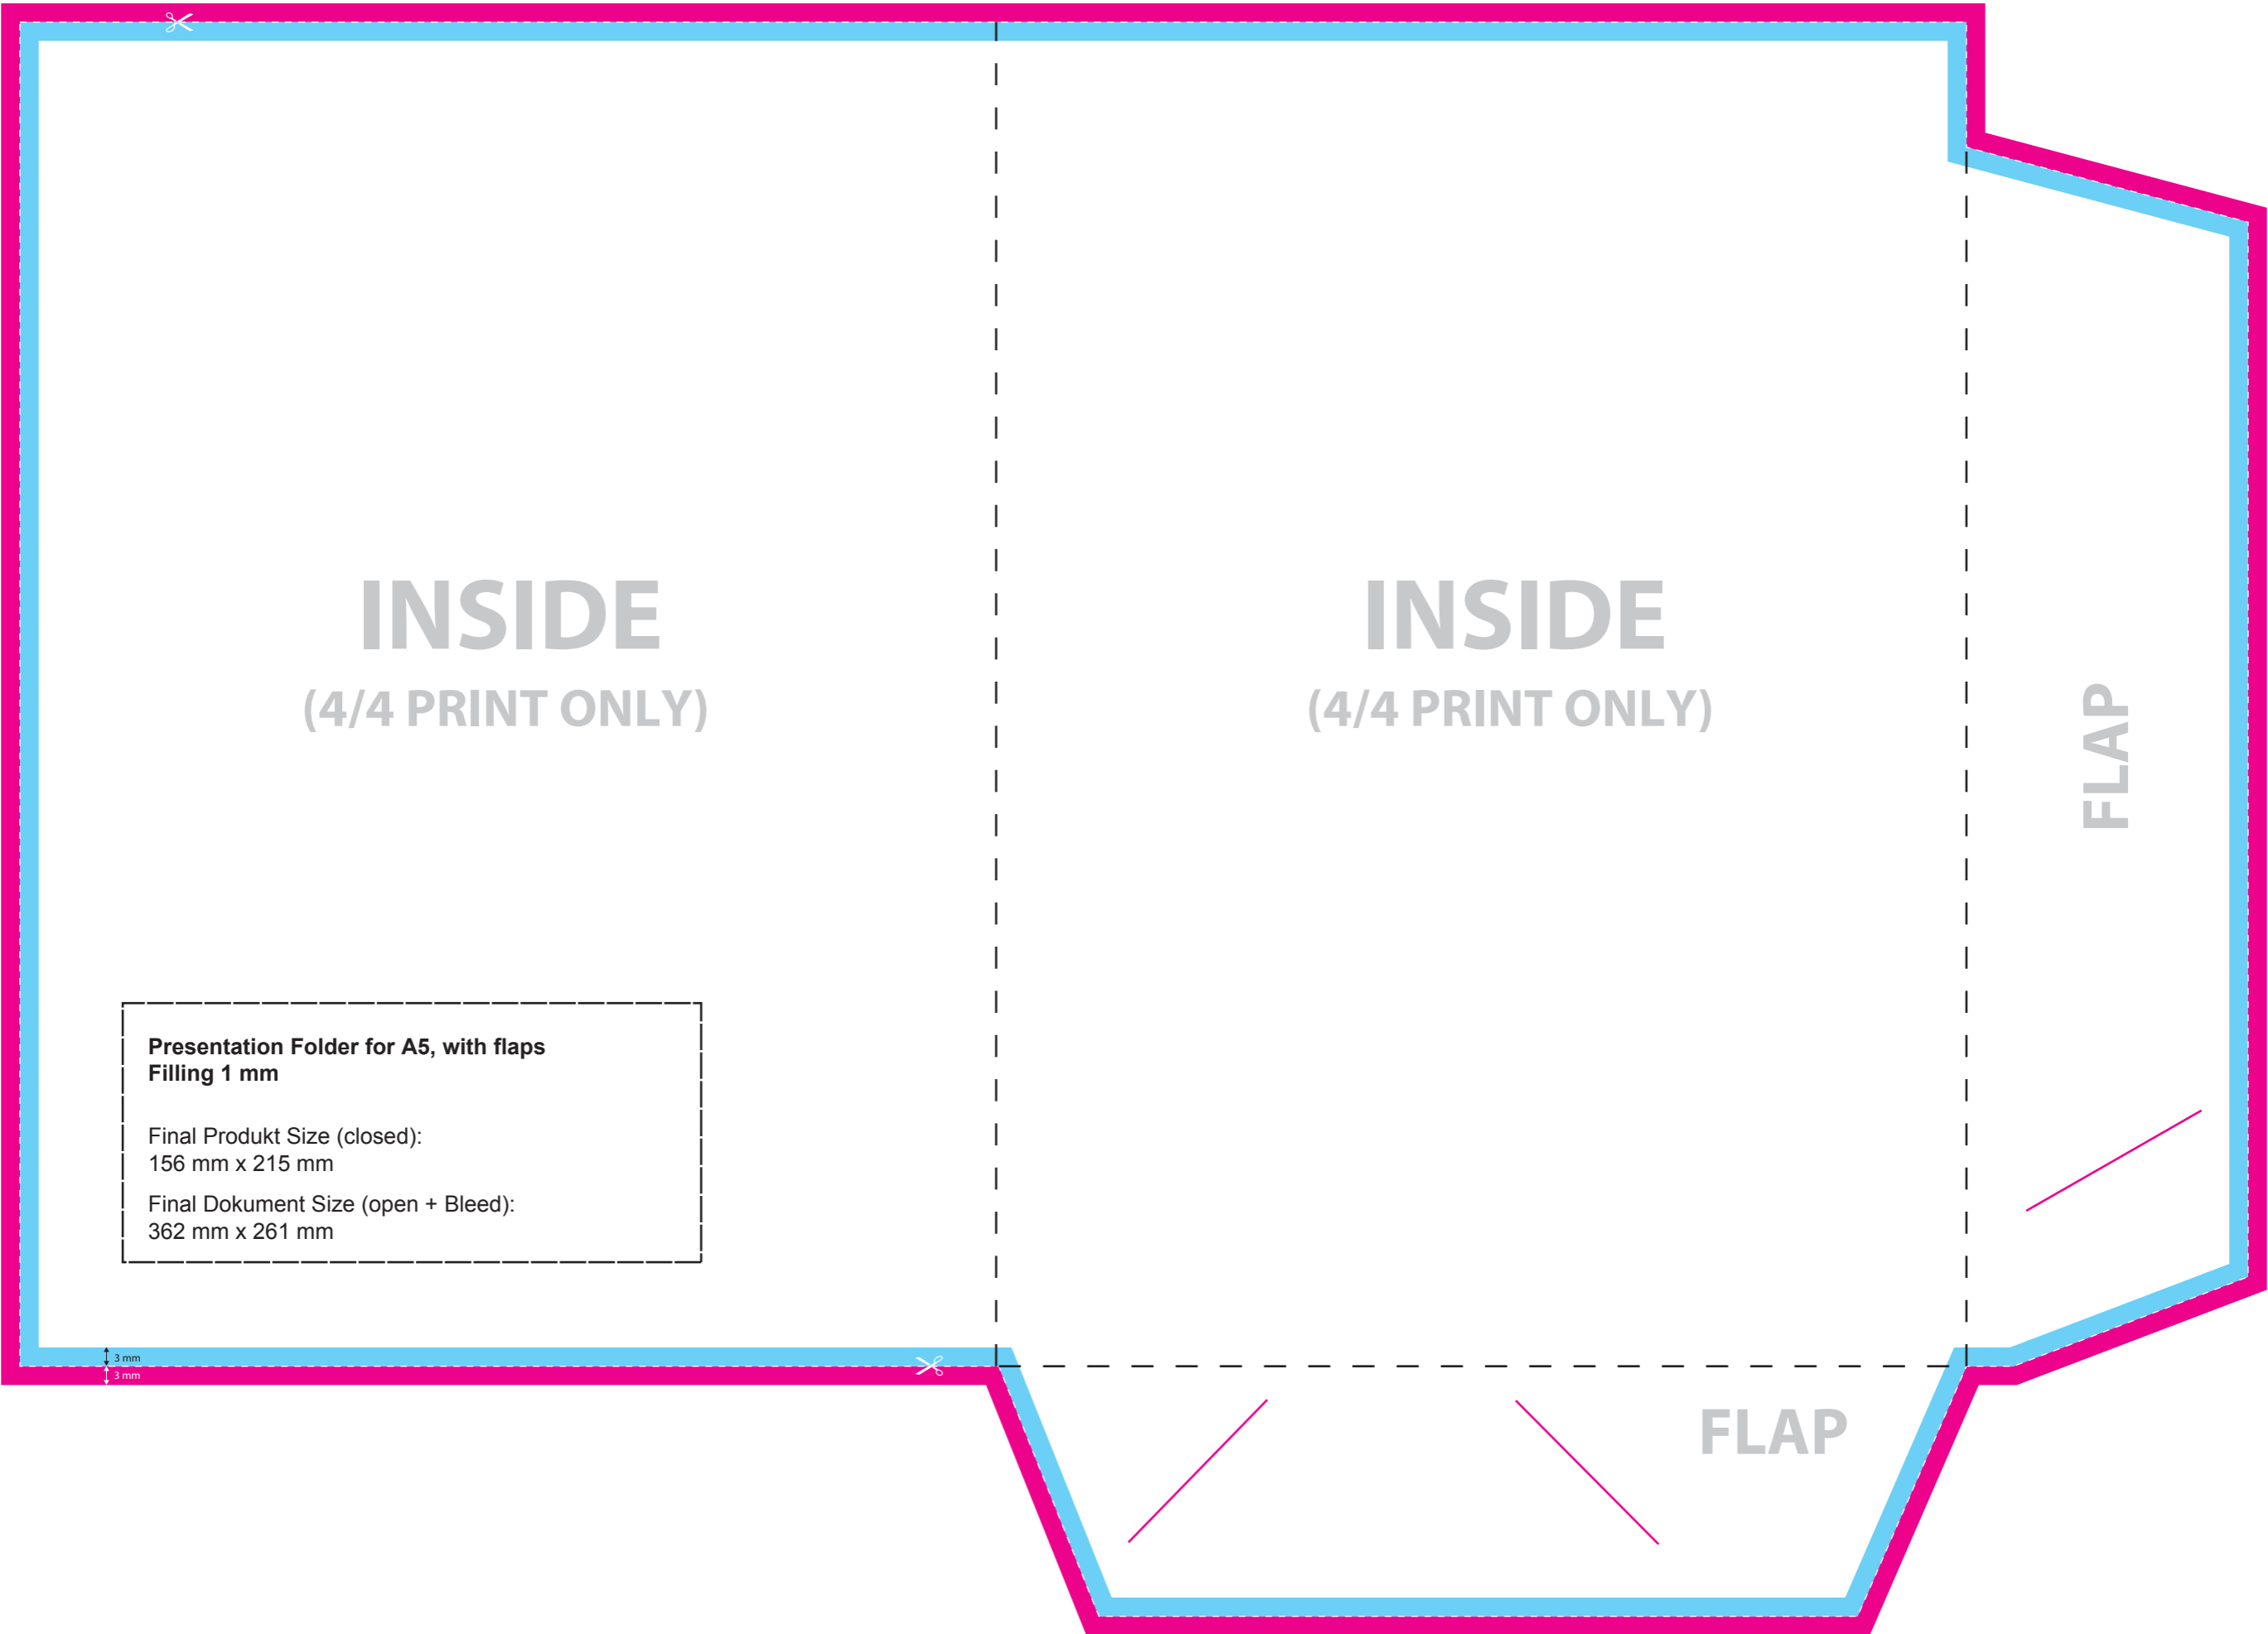 INSIDE
(4/4 PRINT ONLY)
INSIDE
(4/4 PRINT ONLY)
FLAP
Presentation Folder for A5, with flaps
Filling 1 mm
Final Produkt Size (closed):
156 mm x 215 mm
Final Dokument Size (open + Bleed):
362 mm x 261 mm
3 mm
3 mm
FLAP